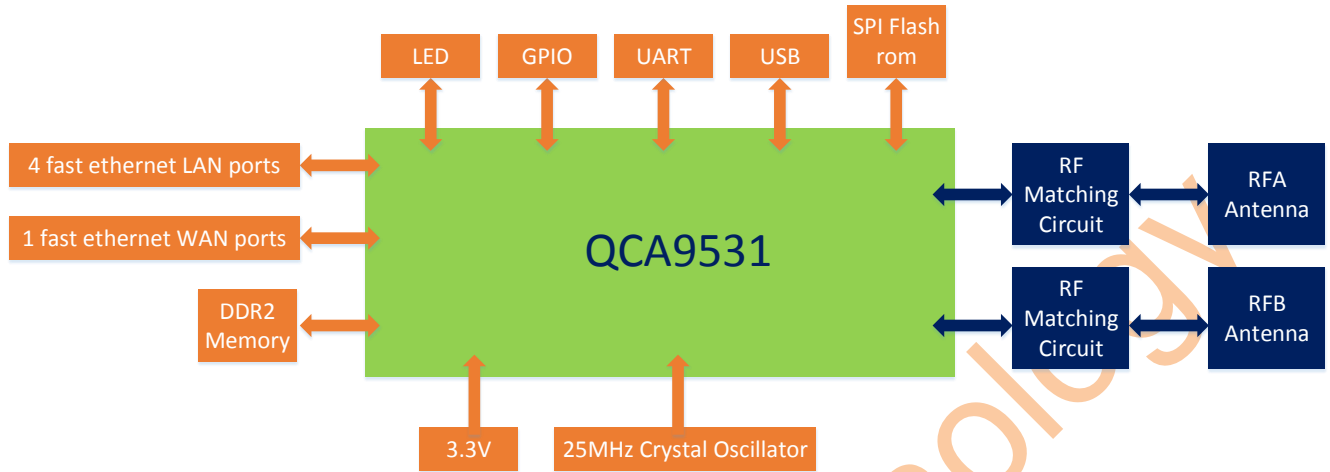 LED
GPIO
UART
USB
SPI Flash
rom
4 fast ethernet LAN ports
1 fast ethernet WAN ports
DDR2
Memory
QCA9531
RF
Matching
Circuit
RFA
Antenna
RF
Matching
Circuit
RFB
Antenna
3.3V
25MHz Crystal Oscillator
ology